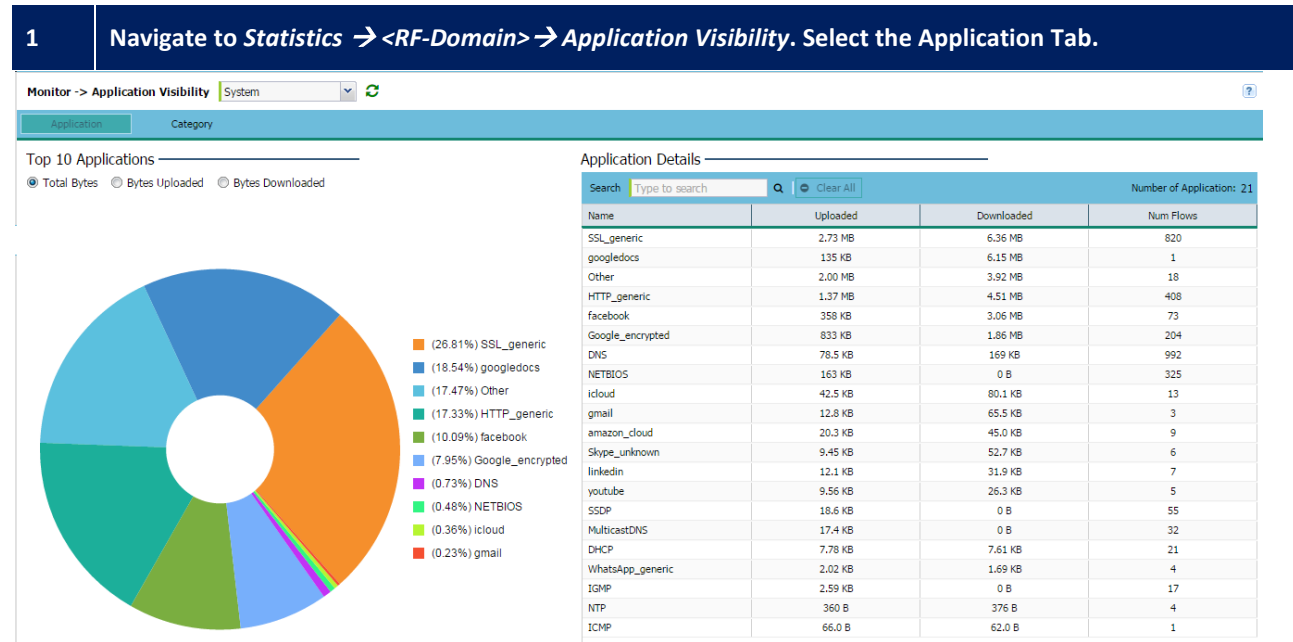 1 Navigate to Statistics → <RF-Domain>→ Application Visibility. Select the Application Tab.
Monitor -> Application Visibility System ?
Application Category
Top 10 Applications
Total Bytes Bytes Uploaded Bytes Downloaded
(26.81%) SSL_generic
(18.54%) googledocs
(17.47%) Other
(17.33%) HTTP_generic
(10.09%) facebook
(7.95%) Google_encrypted
(0.73%) DNS
(0.48%) NETBIOS
(0.36%) icloud
(0.23%) gmail
Application Details
Search Type to search Clear All Number of Application: 21
Name Uploaded Downloaded Num Flows
SSL_generic 2.73 MB 6.36 MB 820
googledocs 135 KB 6.15 MB 1
Other 2.00 MB 3.92 MB 18
HTTP_generic 1.37 MB 4.51 MB 408
facebook 358 KB 3.06 MB 73
Google_encrypted 833 KB 1.86 MB 204
DNS 78.5 KB 169 KB 992
NETBIOS 163 KB 0 B 325
icloud 42.5 KB 80.1 KB 13
gmail 12.8 KB 65.5 KB 3
amazon_cloud 20.3 KB 45.0 KB 9
Skype_unknown 9.45 KB 52.7 KB 6
linkedin 12.1 KB 31.9 KB 7
youtube 9.56 KB 26.3 KB 5
SSDP 18.6 KB 0 B 55
MulticastDNS 17.4 KB 0 B 32
DHCP 7.78 KB 7.61 KB 21
WhatsApp_generic 2.02 KB 1.69 KB 4
IGMP 2.59 KB 0 B 17
NTP 360 B 376 B 4
ICMP 66.0 B 62.0 B 1